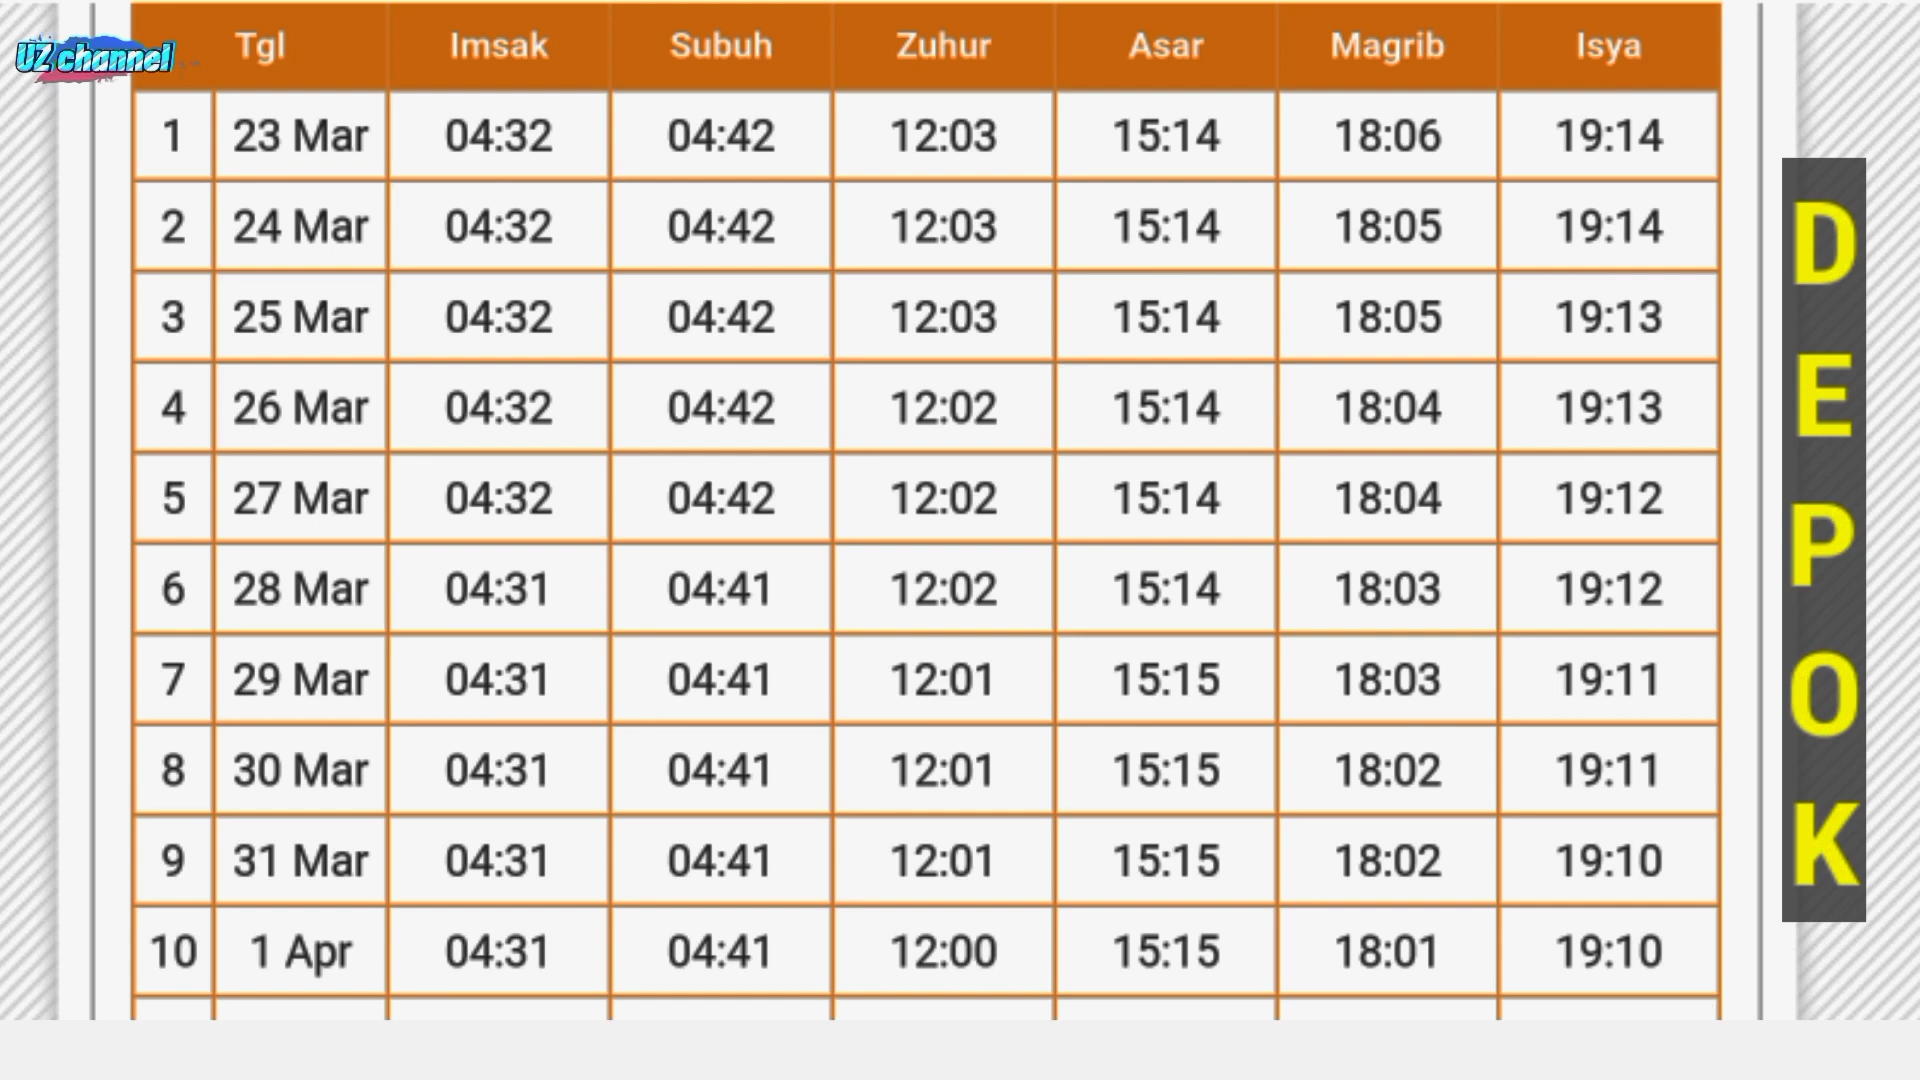 UZ channel
Tgl Imsak Subuh Zuhur Asar Magrib Isya
1 23 Mar 04:32 04:42 12:03 15:14 18:06 19:14
2 24 Mar 04:32 04:42 12:03 15:14 18:05 19:14
3 25 Mar 04:32 04:42 12:03 15:14 18:05 19:13
4 26 Mar 04:32 04:42 12:02 15:14 18:04 19:13
5 27 Mar 04:32 04:42 12:02 15:14 18:04 19:12
6 28 Mar 04:31 04:41 12:02 15:14 18:03 19:12
7 29 Mar 04:31 04:41 12:01 15:15 18:03 19:11
8 30 Mar 04:31 04:41 12:01 15:15 18:02 19:11
9 31 Mar 04:31 04:41 12:01 15:15 18:02 19:10
10 1 Apr 04:31 04:41 12:00 15:15 18:01 19:10
DEPOK